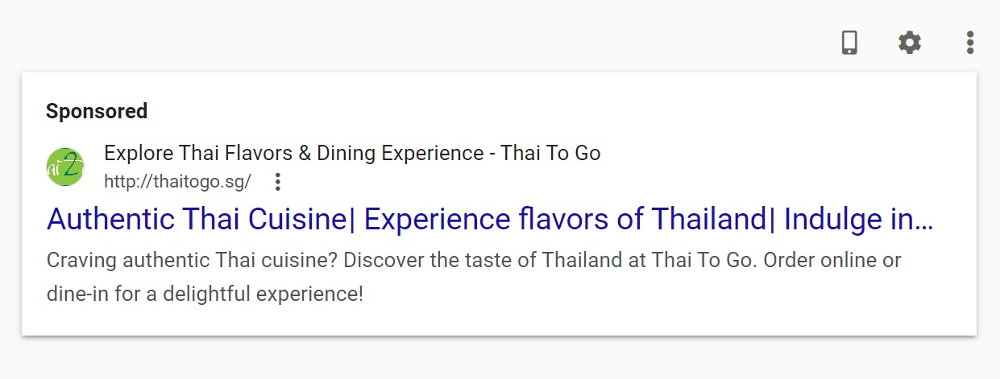 Sponsored
ai 2
Explore Thai Flavors & Dining Experience - Thai To Go
http://thaitogo.sg/
Authentic Thai Cuisine| Experience flavors of Thailand| Indulge in...
Craving authentic Thai cuisine? Discover the taste of Thailand at Thai To Go. Order online or
dine-in for a delightful experience!